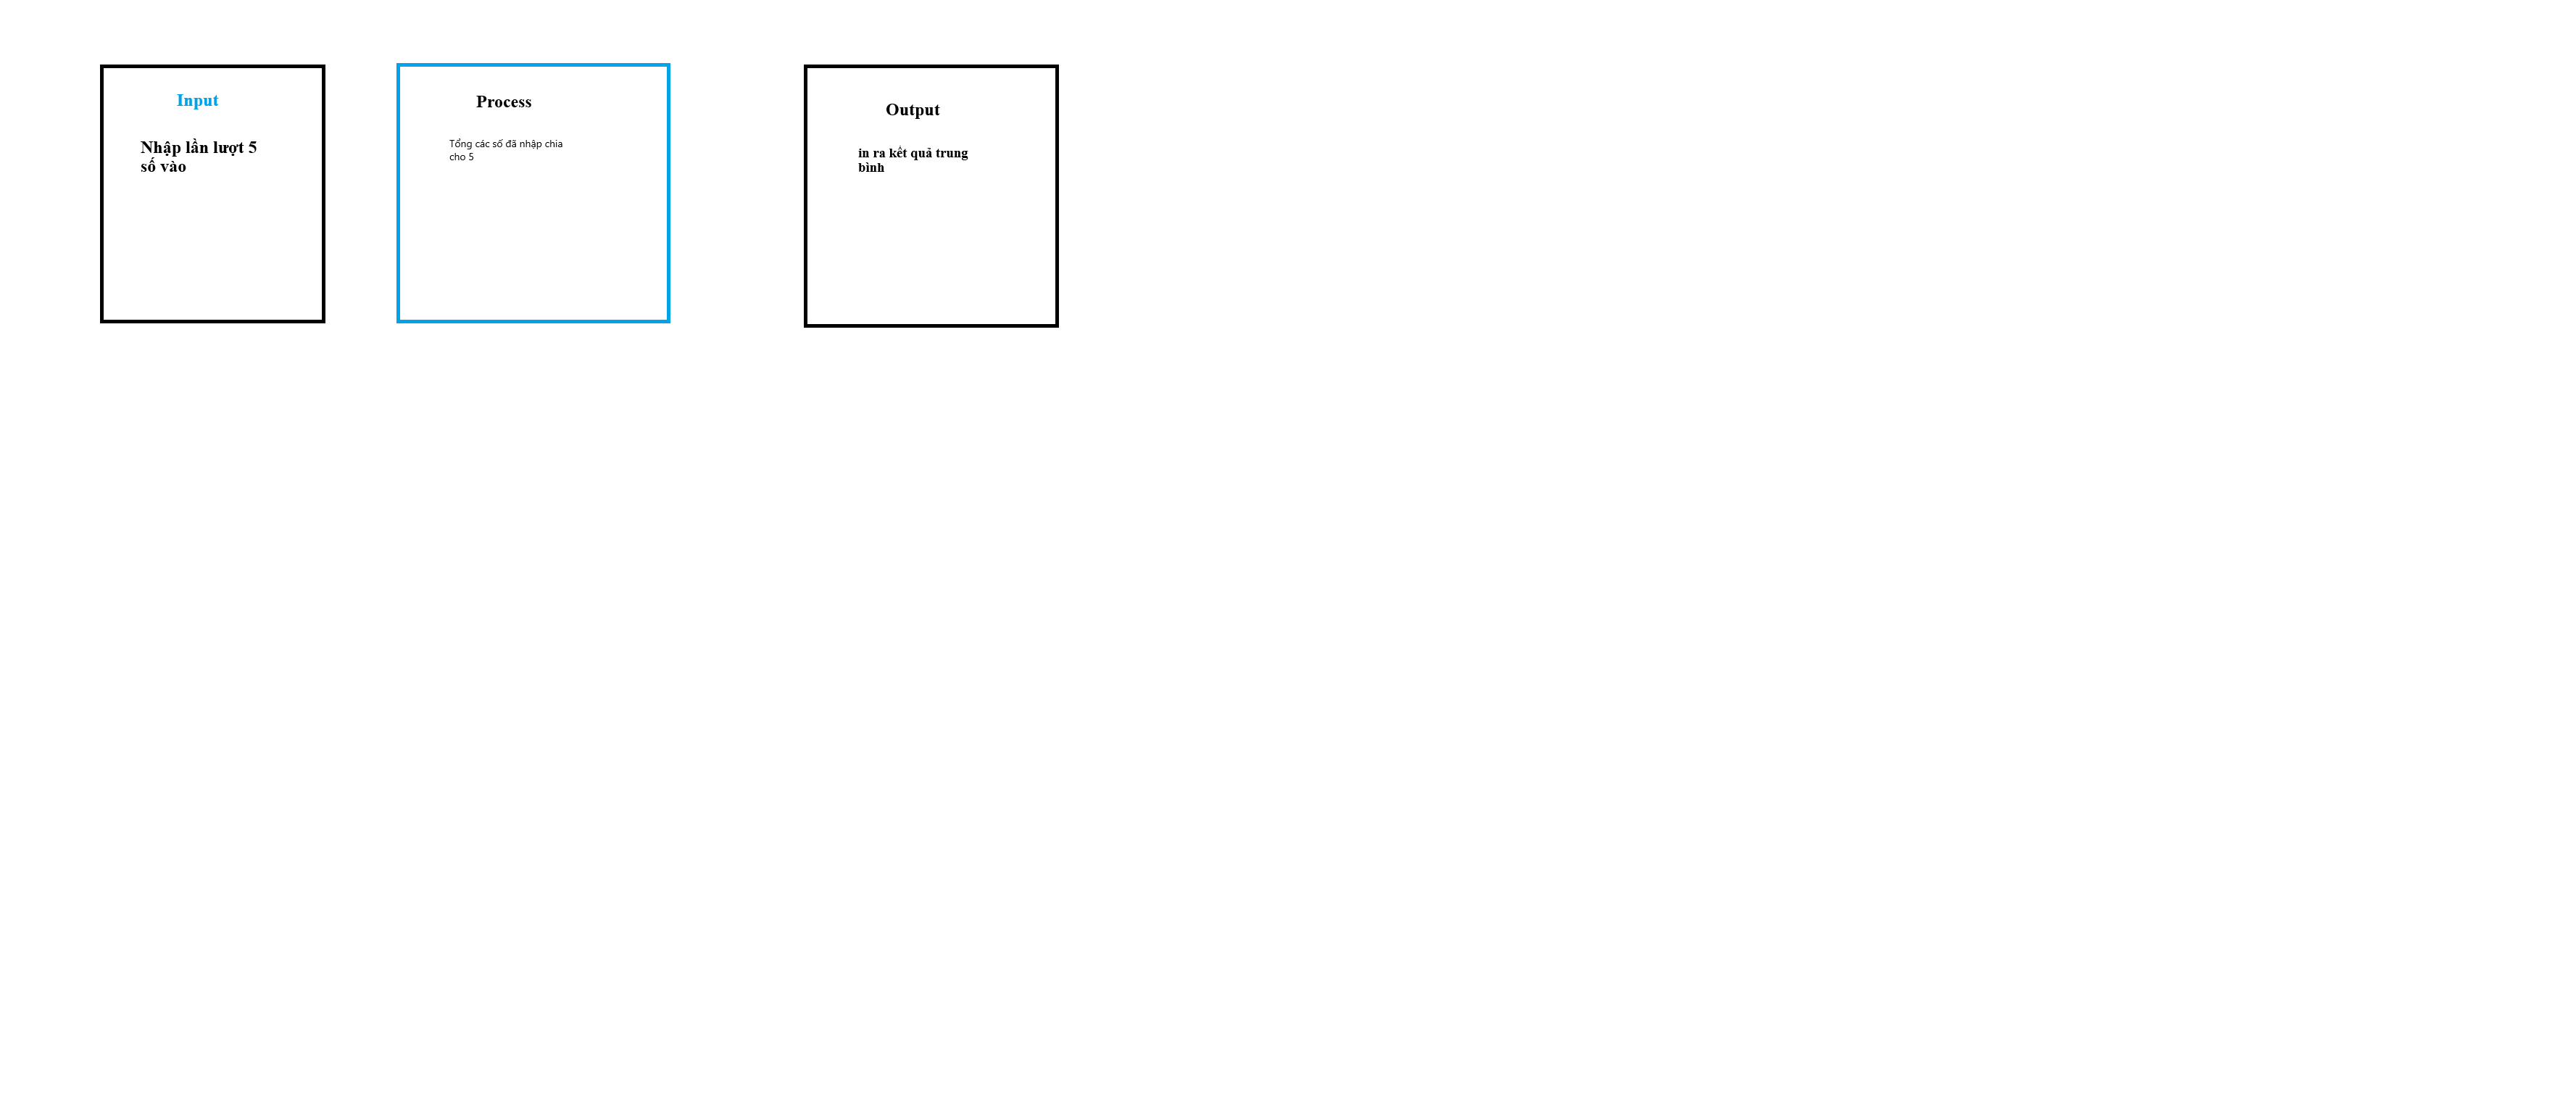 Input
Nhập lần lượt 5
số vào
Process
Tổng các số đã nhập chia
cho 5
Output
in ra kết quả trung
bình